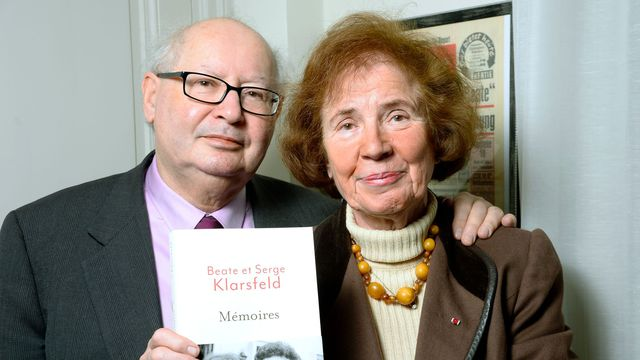 Beate et Serge
Klarsfeld
Mémoires